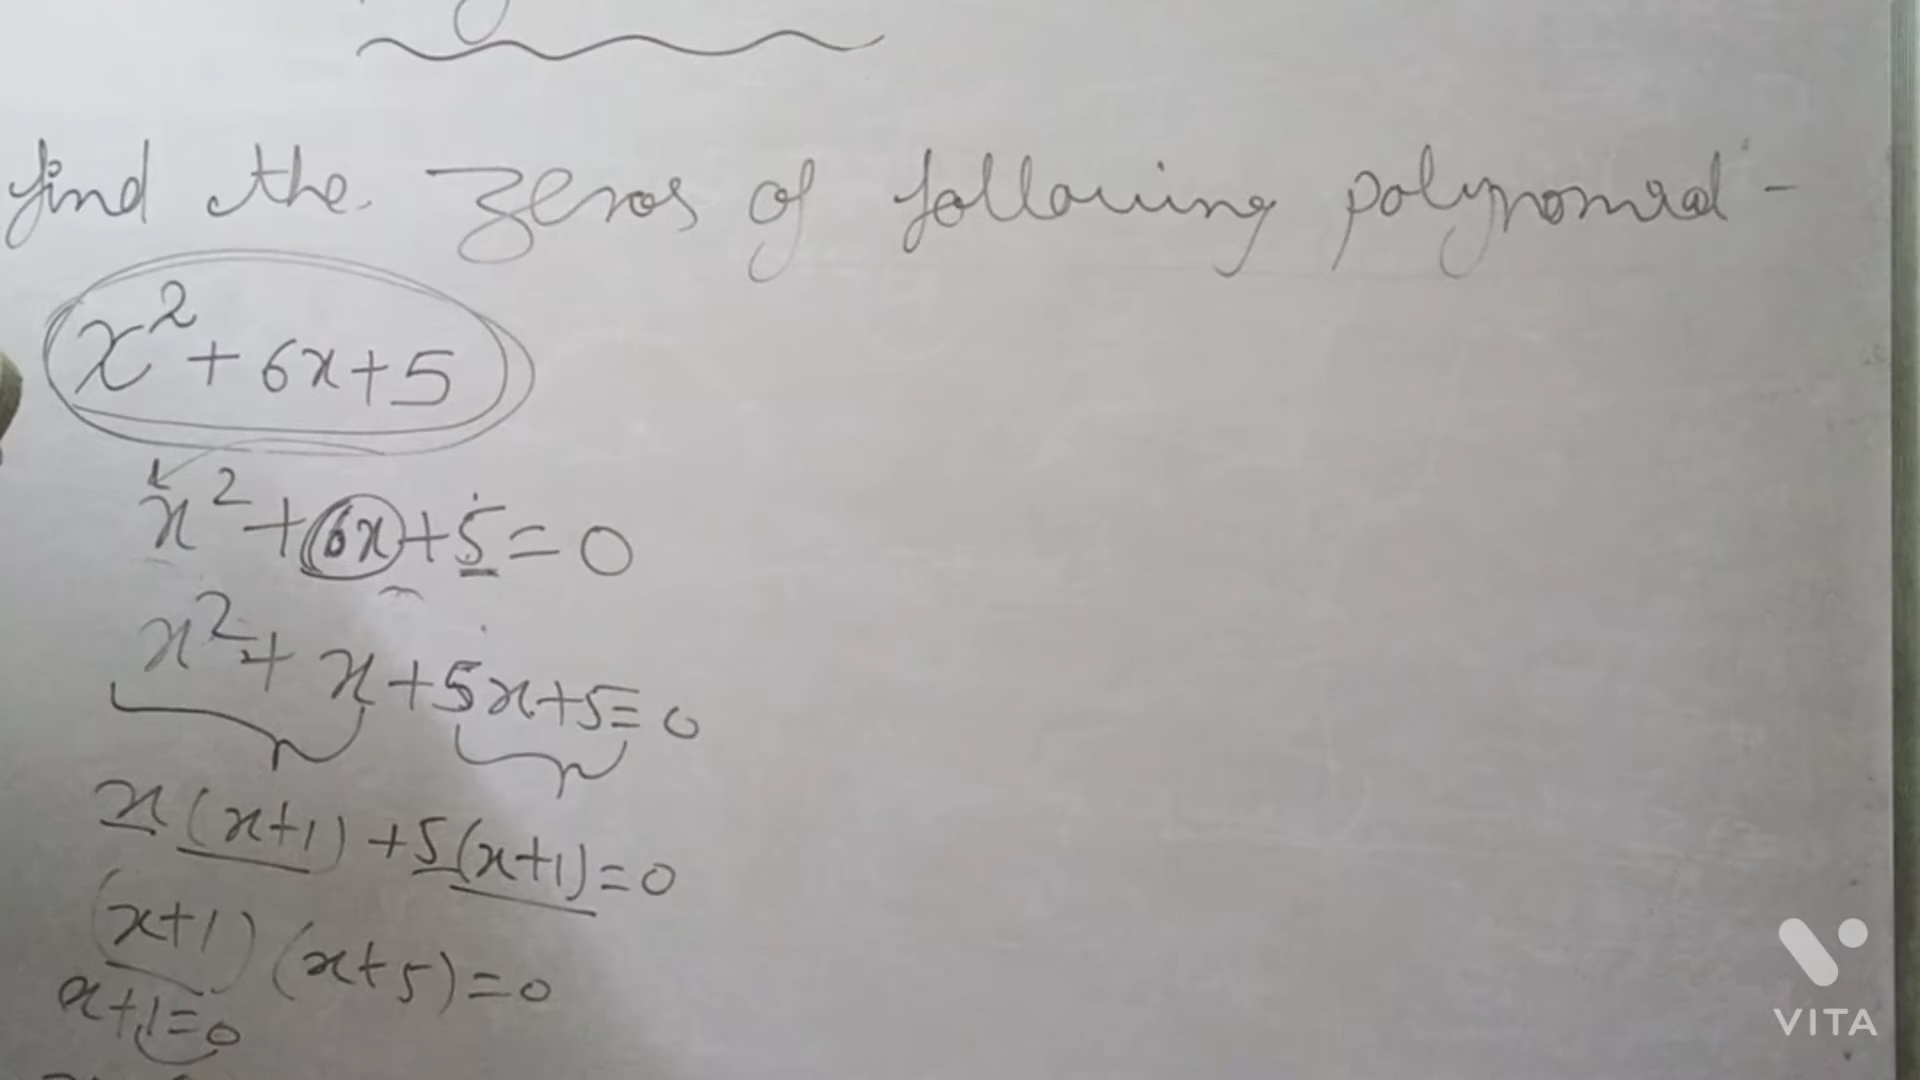 find the zeros of following polynomial -
x² + 6x + 5
x² + 6x + 5 = 0
x² + x + 5x + 5 = 0
x(x+1) + 5(x+1) = 0
(x+1) (x+5) = 0
x+1=0
VITA